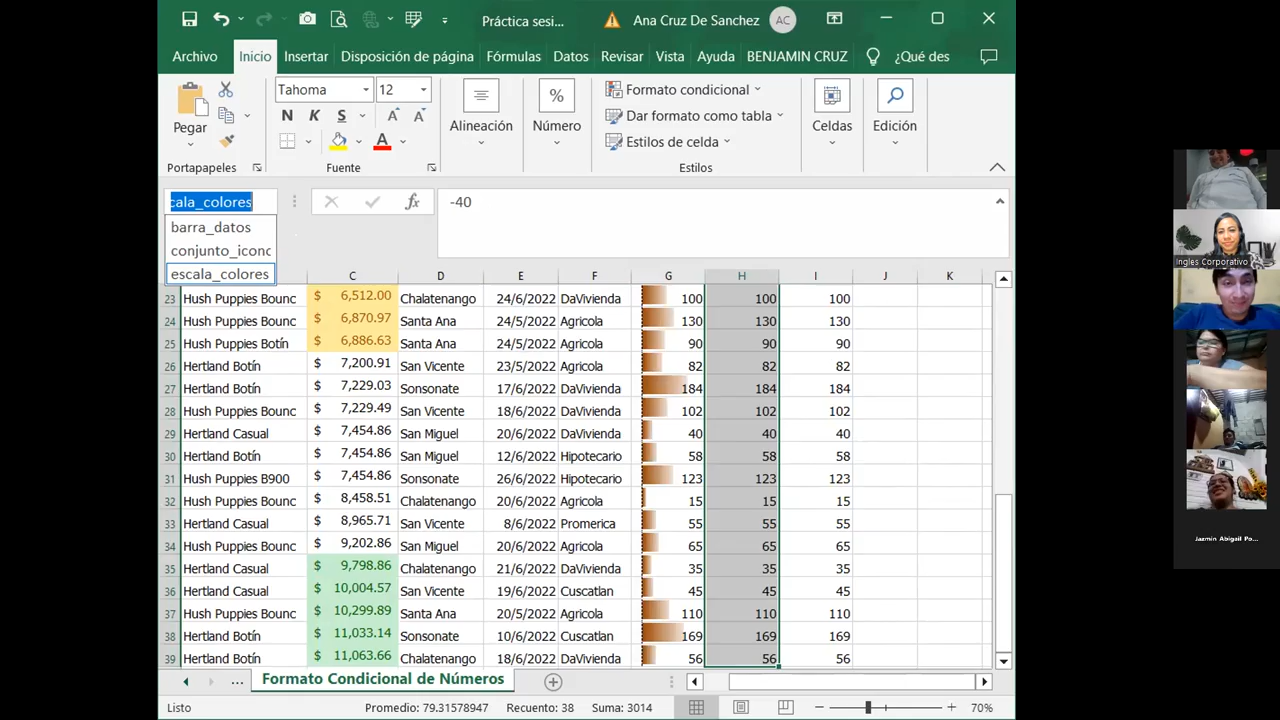 Práctica sesi...
Ana Cruz De Sanchez
AC
Archivo Inicio Insertar Disposición de página Fórmulas Datos Revisar Vista Ayuda BENJAMIN CRUZ ¿Qué des
Pegar
Portapapeles
Tahoma 12
N K S A A
A
Fuente
Alineación
%
Número
Formato condicional
Dar formato como tabla
Estilos de celda
Estilos
Celdas
Edición
cala_colores
fx -40
barra_datos
conjunto_icono
escala_colores
C D E F G H I J K
23 Hush Puppies Bounc $ 6,512.00 Chalatenango 24/6/2022 DaVivienda 100 100 100
24 Hush Puppies Bounc $ 6,870.97 Santa Ana 24/5/2022 Agricola 130 130 130
25 Hush Puppies Botín $ 6,886.63 Santa Ana 24/5/2022 Agricola 90 90 90
26 Hertland Botín $ 7,200.91 San Vicente 23/5/2022 Agricola 82 82 82
27 Hertland Botín $ 7,229.03 Sonsonate 17/6/2022 DaVivienda 184 184 184
28 Hush Puppies Bounc $ 7,229.49 San Vicente 18/6/2022 DaVivienda 102 102 102
29 Hertland Casual $ 7,454.86 San Miguel 20/6/2022 DaVivienda 40 40 40
30 Hertland Botín $ 7,454.86 San Miguel 12/6/2022 Hipotecario 58 58 58
31 Hush Puppies B900 $ 7,454.86 Sonsonate 26/6/2022 Hipotecario 123 123 123
32 Hush Puppies Bounc $ 8,458.51 Chalatenango 20/6/2022 Agricola 15 15 15
33 Hertland Casual $ 8,965.71 San Vicente 8/6/2022 Promerica 55 55 55
34 Hush Puppies Bounc $ 9,202.86 San Miguel 20/6/2022 Agricola 65 65 65
35 Hertland Casual $ 9,798.86 Chalatenango 21/6/2022 DaVivienda 35 35 35
36 Hertland Casual $ 10,004.57 San Vicente 19/6/2022 Cuscatlan 45 45 45
37 Hush Puppies Bounc $ 10,299.89 Santa Ana 20/5/2022 Agricola 110 110 110
38 Hertland Botín $ 11,033.14 Sonsonate 10/6/2022 Cuscatlan 169 169 169
39 Hertland Botín $ 11,063.66 Chalatenango 18/6/2022 DaVivienda 56 56 56
... Formato Condicional de Números
Listo Promedio: 79.31578947 Recuento: 38 Suma: 3014 70%
Ingles Corporativo
Jazmin Abigail Po...